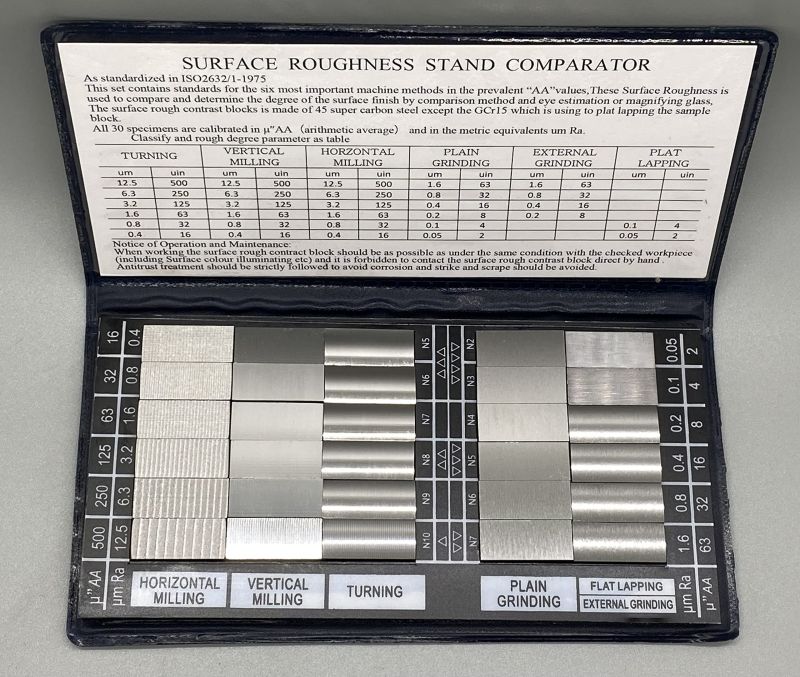 SURFACE ROUGHNESS STAND COMPARATOR
As standardized in ISO2632/1-1975
This set contains standards for the six most important machine methods in the prevalent “AA”values,These Surface Roughness is
used to compare and determine the degree of the surface finish by comparison method and eye estimation or magnifying glass,
The surface rough contrast blocks is made of 45 super carbon steel except the GCr15 which is using to plat lapping the sample
block.
All 30 specimens are calibrated in µ”AA （arithmetic average） and in the metric equivalents um Ra.
Classify and rough degree parameter as table
TURNING VERTICAL MILLING HORZONTAL MILLING PLAIN GRINDING EXTERNAL GRINDING PLAT LAPPING
um uin um uin um uin um uin um uin um uin
12.5 500 12.5 500 12.5 500 1.6 63 1.6 63
6.3 250 6.3 250 6.3 250 0.8 32 0.8 32
3.2 125 3.2 125 3.2 125 0.4 16 0.4 16
1.6 63 1.6 63 1.6 63 0.2 8 0.2 8
0.8 32 0.8 32 0.8 32 0.1 4 0.1 4
0.4 16 0.4 16 0.4 16 0.05 2 0.05 2
Notice of Operation and Maintenance:
When working the surface rough contrast block should be as possible as under the same condition with the checked workpiece
(including Surface colour illuminating etc) and it is forbidden to contact the surface rough contrast block direct by hand .
Antitrust treatment should be strictly followed to avoid corrosion and strike and scrape should be avoided.
16 0.4 N5 N2 0.05 2
32 0.8 N6 N3 0.1 4
63 1.6 N7 N4 0.2 8
125 3.2 N8 N5 0.4 16
250 6.3 N9 N6 0.8 32
500 12.5 N10 N7 1.6 63
µ”AA µm Ra HORIZONTAL MILLING VERTICAL MILLING TURNING PLAIN GRINDING FLAT LAPPING EXTERNAL GRINDING µm Ra µ”AA